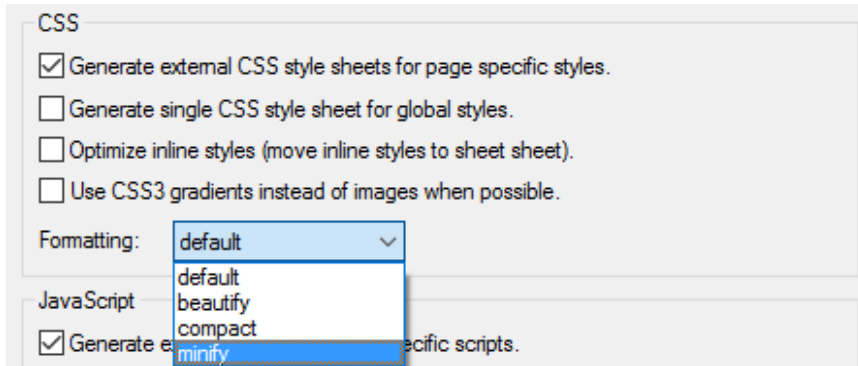 CSS
Generate external CSS style sheets for page specific styles.
Generate single CSS style sheet for global styles.
Optimize inline styles (move inline styles to sheet sheet).
Use CSS3 gradients instead of images when possible.
Formatting: default
default
beautify
compact
minify
JavaScript
Generate ecific scripts.